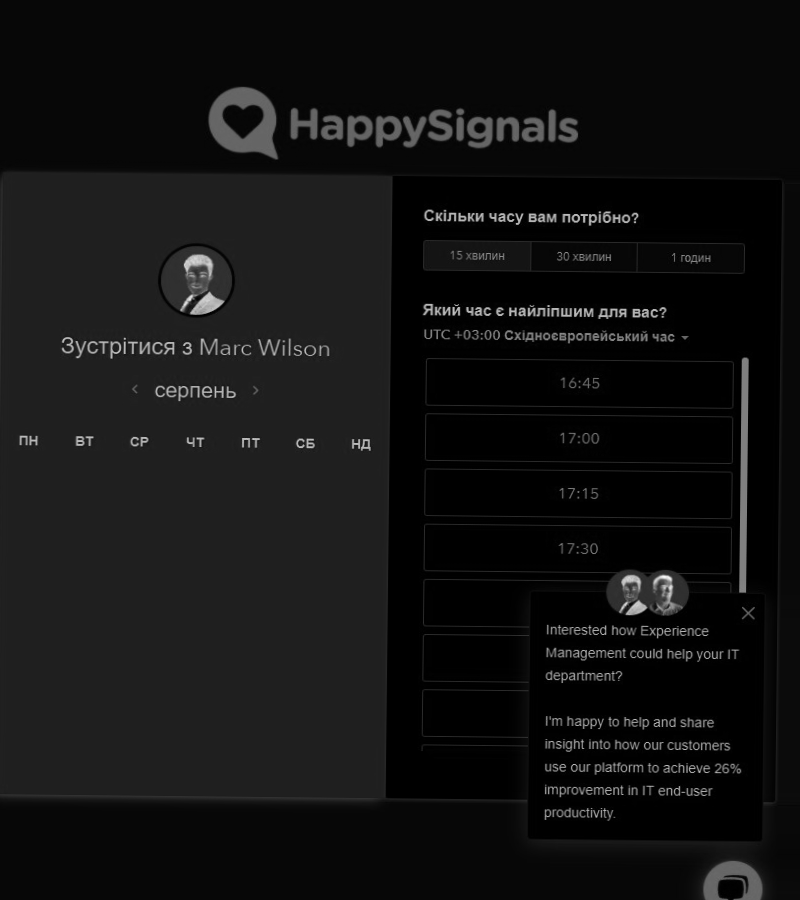 HappySignals
Зустрітися з Marc Wilson
серпень
ПН ВТ СР ЧТ ПТ СБ НД
Скільки часу вам потрібно?
15 хвилин 30 хвилин 1 годин
Який час є найліпшим для вас?
UTC +03:00 Східноєвропейський час
16:45
17:00
17:15
17:30
Interested how Experience
Management could help your IT
department?
I'm happy to help and share
insight into how our customers
use our platform to achieve 26%
improvement in IT end-user
productivity.